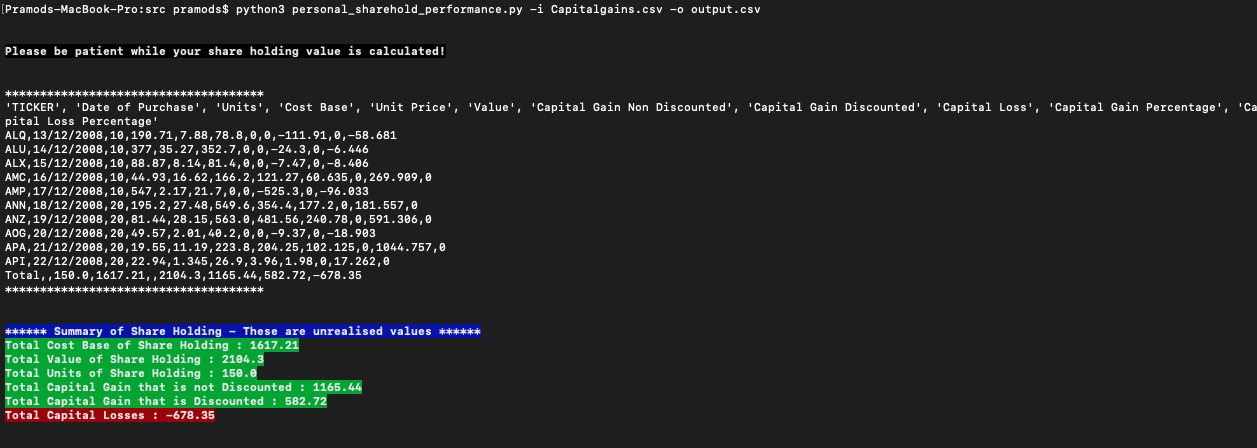 [Pramods-MacBook-Pro:src pramods$ python3 personal_sharehold_performance.py -i Capitalgains.csv -o output.csv
Please be patient while your share holding value is calculated!
*************************************
'TICKER', 'Date of Purchase', 'Units', 'Cost Base', 'Unit Price', 'Value', 'Capital Gain Non Discounted', 'Capital Gain Discounted', 'Capital Loss', 'Capital Gain Percentage', 'Ca
pital Loss Percentage'
ALQ,13/12/2008,10,190.71,7.88,78.8,0,0,-111.91,0,-58.681
ALU,14/12/2008,10,377,35.27,352.7,0,0,-24.3,0,-6.446
ALX,15/12/2008,10,88.87,8.14,81.4,0,0,-7.47,0,-8.406
AMC,16/12/2008,10,44.93,16.62,166.2,121.27,60.635,0,269.909,0
AMP,17/12/2008,10,547,2.17,21.7,0,0,-525.3,0,-96.033
ANN,18/12/2008,20,195.2,27.48,549.6,354.4,177.2,0,181.557,0
ANZ,19/12/2008,20,81.44,28.15,563.0,481.56,240.78,0,591.306,0
AOG,20/12/2008,20,49.57,2.01,40.2,0,0,-9.37,0,-18.903
APA,21/12/2008,20,19.55,11.19,223.8,204.25,102.125,0,1044.757,0
API,22/12/2008,20,22.94,1.345,26.9,3.96,1.98,0,17.262,0
Total,,150.0,1617.21,,2104.3,1165.44,582.72,-678.35
*************************************
****** Summary of Share Holding - These are unrealised values ******
Total Cost Base of Share Holding : 1617.21
Total Value of Share Holding : 2104.3
Total Units of Share Holding : 150.0
Total Capital Gain that is not Discounted : 1165.44
Total Capital Gain that is Discounted : 582.72
Total Capital Losses : -678.35